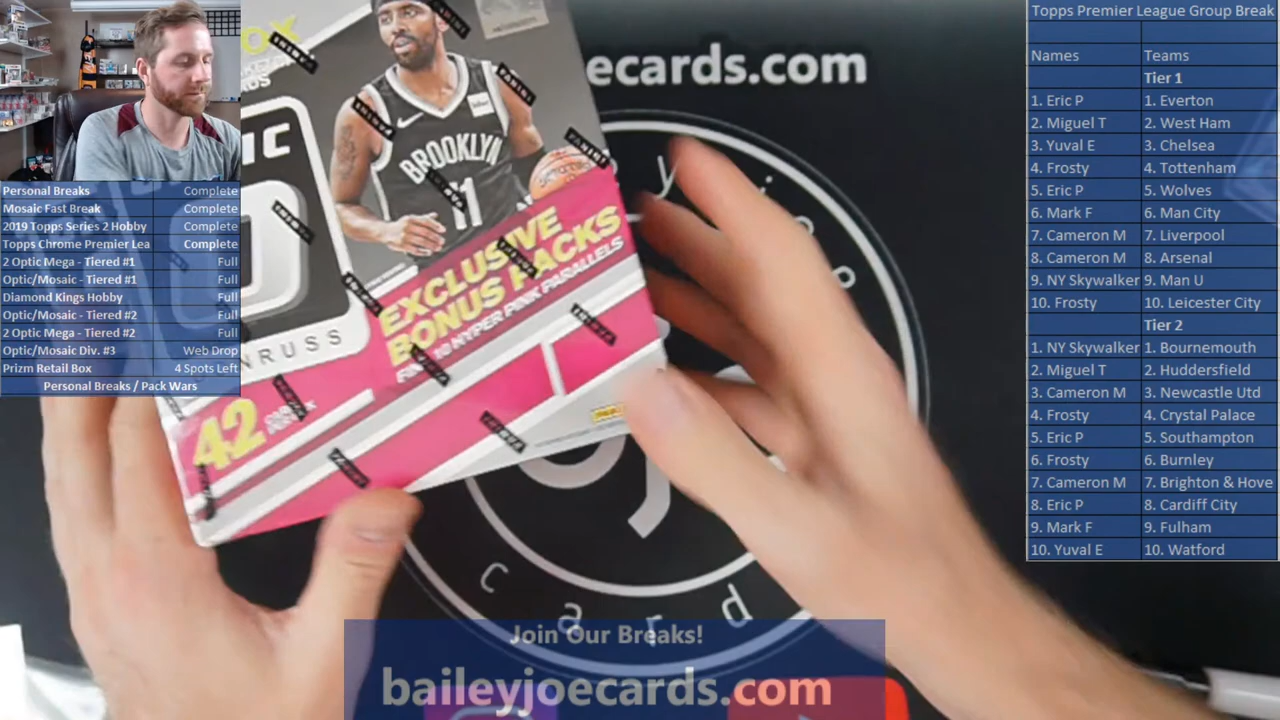 Personal Breaks Complete
Mosaic Fast Break Complete
2019 Topps Series 2 Hobby Complete
Topps Chrome Premier Lea Complete
2 Optic Mega - Tiered #1 Full
Optic/Mosaic - Tiered #1 Full
Diamond Kings Hobby Full
Optic/Mosaic - Tiered #2 Full
2 Optic Mega - Tiered #2 Full
Optic/Mosaic Div. #3 Web Drop
Prizm Retail Box 4 Spots Left
Personal Breaks / Pack Wars
BROOKLYN
11
EXCLUSIVE
BONUS PACKS
10 HYPER PINK PARALLELS
NRUSS
42
PANINI
ecards.com
c a r d
Join Our Breaks!
baileyjoecards.com
Topps Premier League Group Break
Names Teams
Tier 1
1. Eric P 1. Everton
2. Miguel T 2. West Ham
3. Yuval E 3. Chelsea
4. Frosty 4. Tottenham
5. Eric P 5. Wolves
6. Mark F 6. Man City
7. Cameron M 7. Liverpool
8. Cameron M 8. Arsenal
9. NY Skywalker 9. Man U
10. Frosty 10. Leicester City
Tier 2
1. NY Skywalker 1. Bournemouth
2. Miguel T 2. Huddersfield
3. Cameron M 3. Newcastle Utd
4. Frosty 4. Crystal Palace
5. Eric P 5. Southampton
6. Frosty 6. Burnley
7. Cameron M 7. Brighton & Hove
8. Eric P 8. Cardiff City
9. Mark F 9. Fulham
10. Yuval E 10. Watford